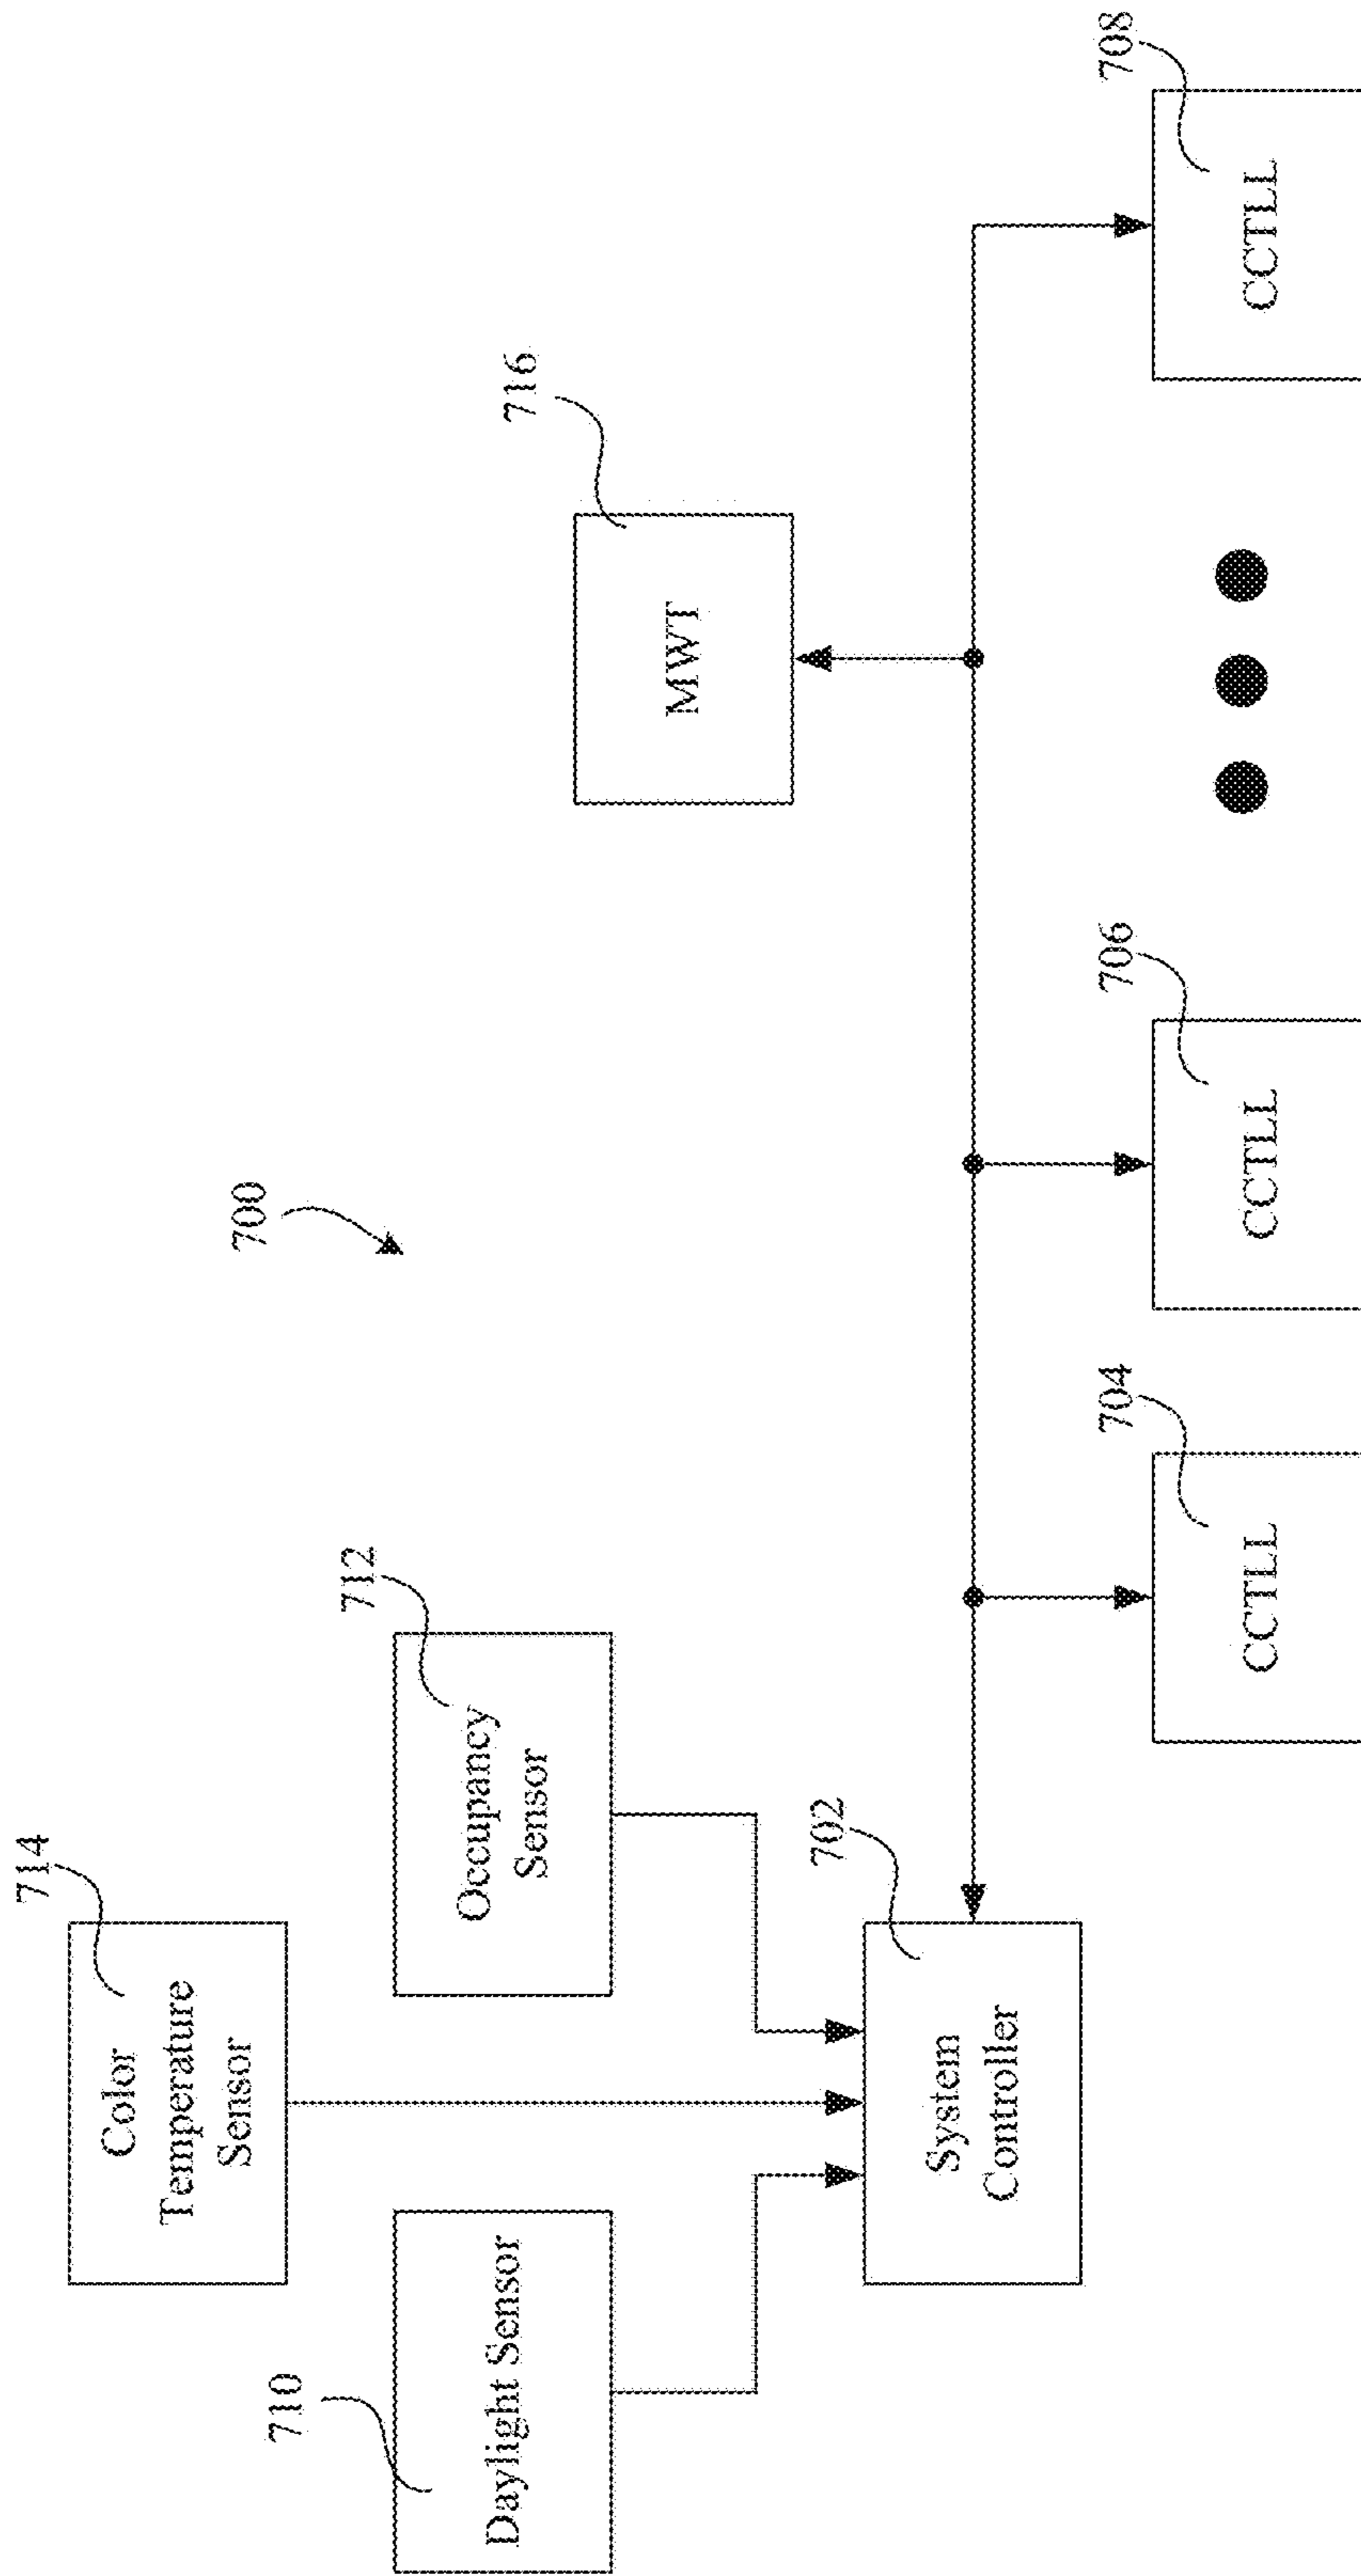 700
714
Color
Temperature
Sensor
710
Daylight Sensor
712
Occupancy
Sensor
716
MWT
702
System
Controller
704
CCTLL
706
CCTLL
708
CCTLL